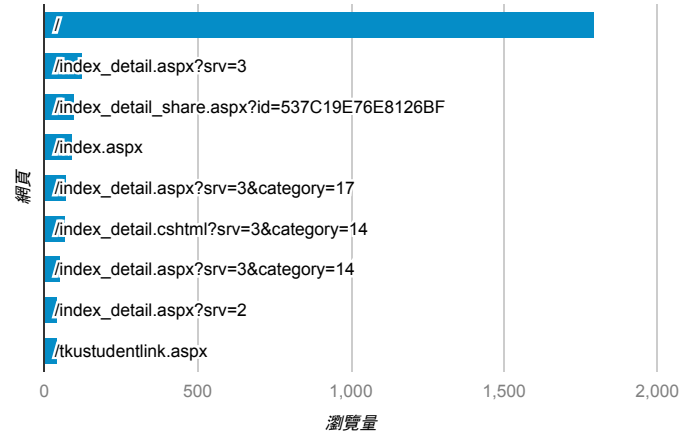 /
/index_detail.aspx?srv=3
/index_detail_share.aspx?id=537C19E76E8126BF
/index.aspx
/index_detail.aspx?srv=3&category=17
/index_detail.cshtml?srv=3&category=14
/index_detail.aspx?srv=3&category=14
/index_detail.aspx?srv=2
/tkustudentlink.aspx
網頁
0 500 1,000 1,500 2,000
瀏覽量